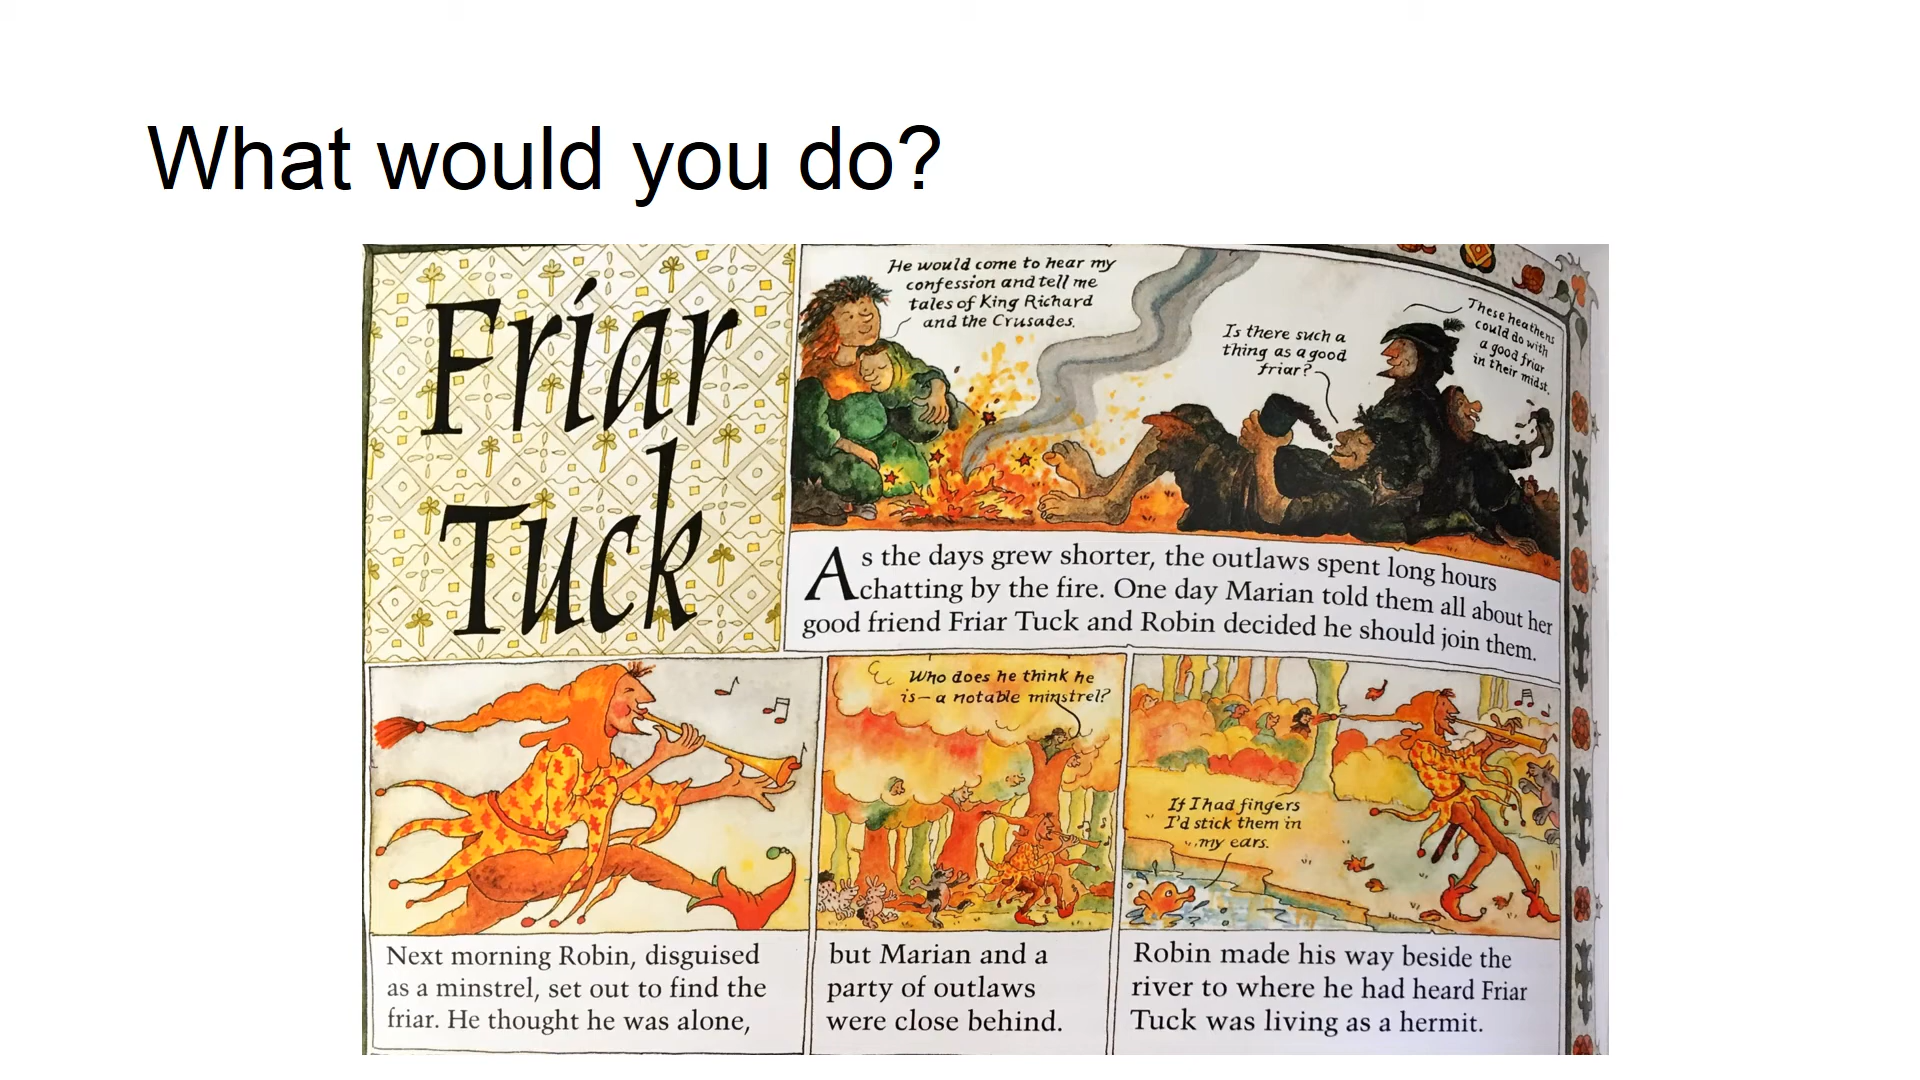 What would you do?
Friar
Tuck
He would come to hear my
confession and tell me
tales of King Richard
and the Crusades.
Is there such a
thing as a good
friar?
These heathens
could do with
a good friar
in their midst.
As the days grew shorter, the outlaws spent long hours
chatting by the fire. One day Marian told them all about her
good friend Friar Tuck and Robin decided he should join them.
Next morning Robin, disguised
as a minstrel, set out to find the
friar. He thought he was alone,
Who does he think he
is – a notable minstrel?
but Marian and a
party of outlaws
were close behind.
If I had fingers
I'd stick them in
my ears.
Robin made his way beside the
river to where he had heard Friar
Tuck was living as a hermit.